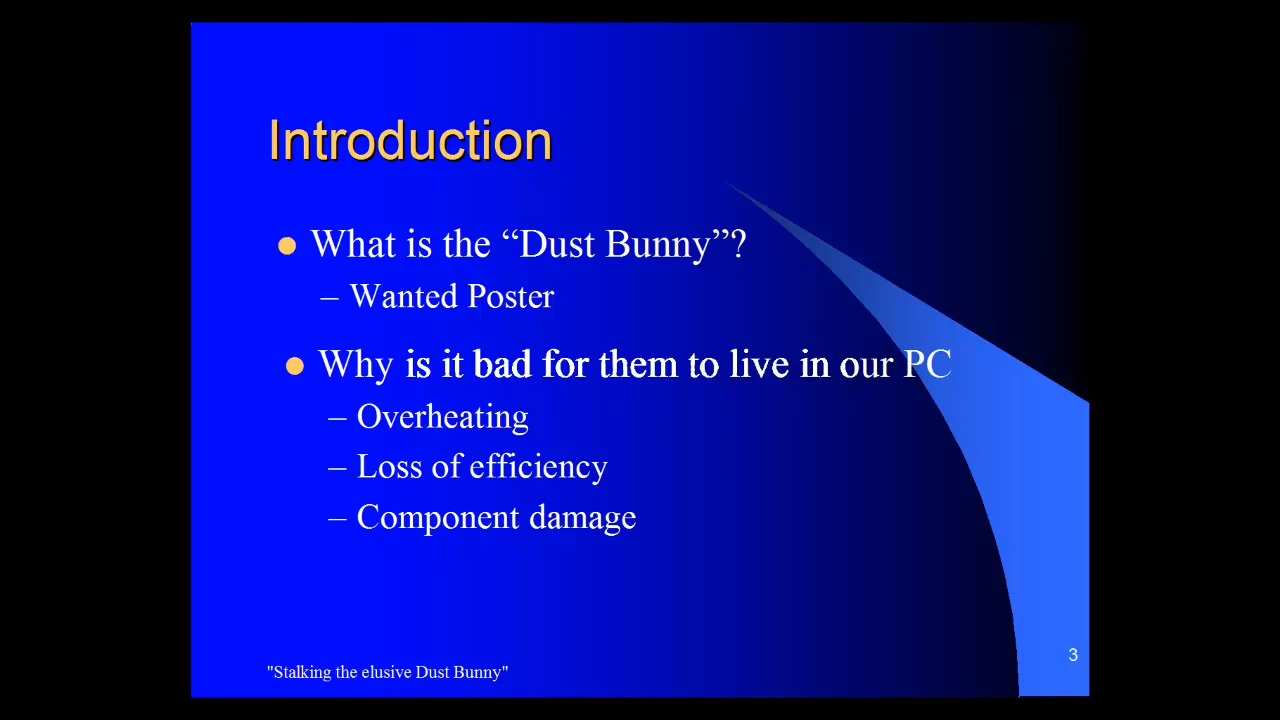 Introduction
● What is the “Dust Bunny”?
– Wanted Poster
● Why is it bad for them to live in our PC
– Overheating
– Loss of efficiency
– Component damage
"Stalking the elusive Dust Bunny"
3